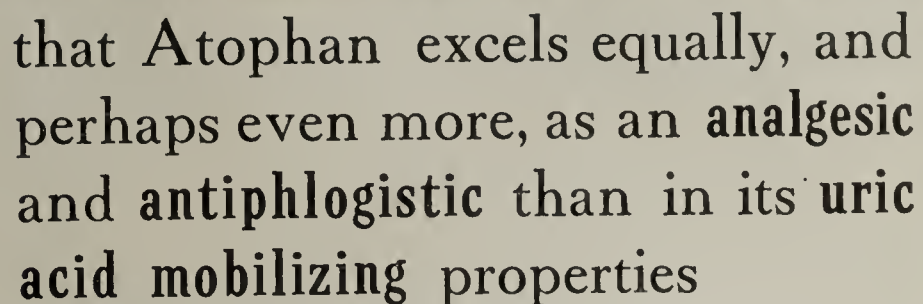 that Atophan excels equally, and
perhaps even more, as an analgesic
and antiphlogistic than in its uric
acid mobilizing properties